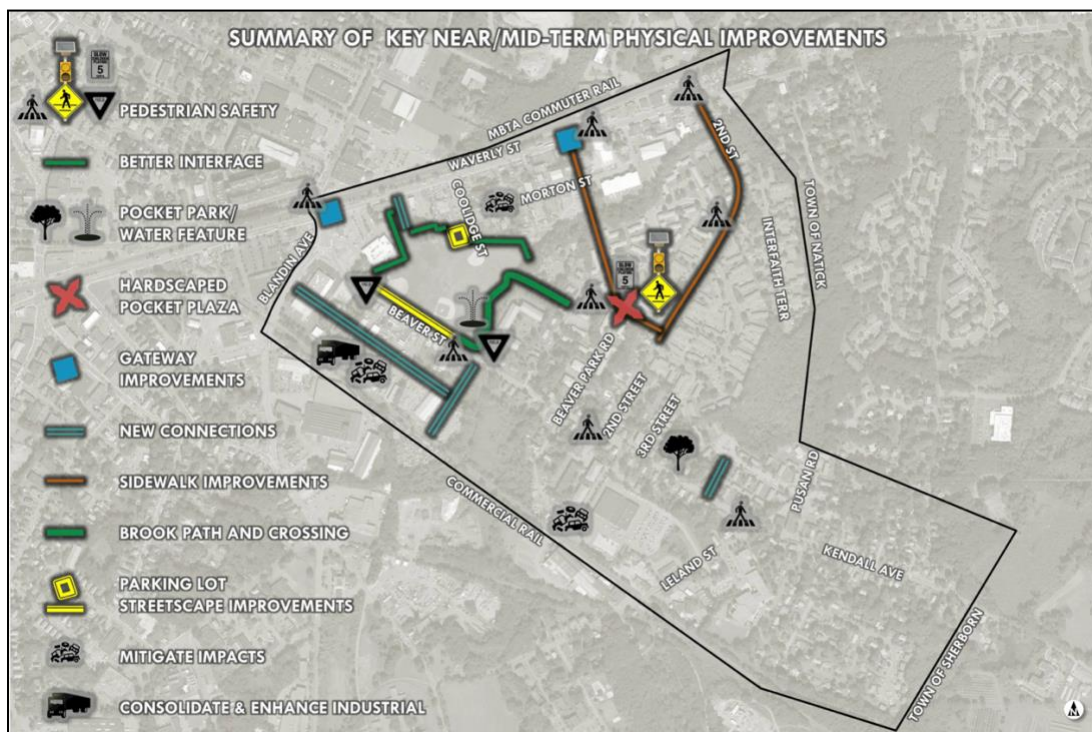 SUMMARY OF KEY NEAR/MID-TERM PHYSICAL IMPROVEMENTS
SLOW
5
PEDESTRIAN SAFETY
BETTER INTERFACE
POCKET PARK/
WATER FEATURE
HARDSCAPED
POCKET PLAZA
GATEWAY
IMPROVEMENTS
NEW CONNECTIONS
SIDEWALK IMPROVEMENTS
BROOK PATH AND CROSSING
PARKING LOT
STREETSCAPE IMPROVEMENTS
MITIGATE IMPACTS
CONSOLIDATE & ENHANCE INDUSTRIAL
MBTA COMMUTER RAIL
WAVERLY ST
2ND ST
COOLIDGE ST
MORTON ST
TOWN OF NATICK
BLANDIN AVE
INTERFAITH TERR
SLOW
5
BEAVER ST
BEAVER PARK RD
2ND STREET
3RD STREET
PUSAN RD
COMMERCIAL RAIL
LELAND ST
KENDALL AVE
TOWN OF SHERBORN
N